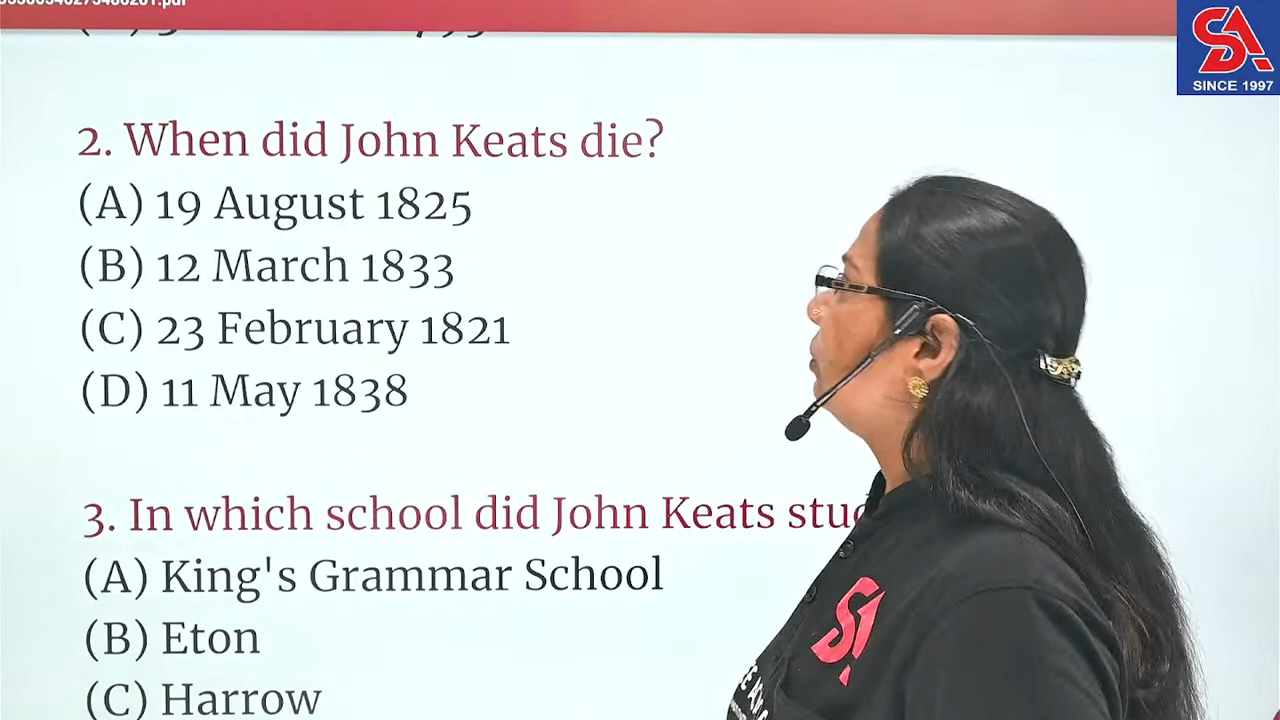 SINCE 1997
2. When did John Keats die?
(A) 19 August 1825
(B) 12 March 1833
(C) 23 February 1821
(D) 11 May 1838
3. In which school did John Keats
(A) King's Grammar School
(B) Eton
(C) Harrow
SA